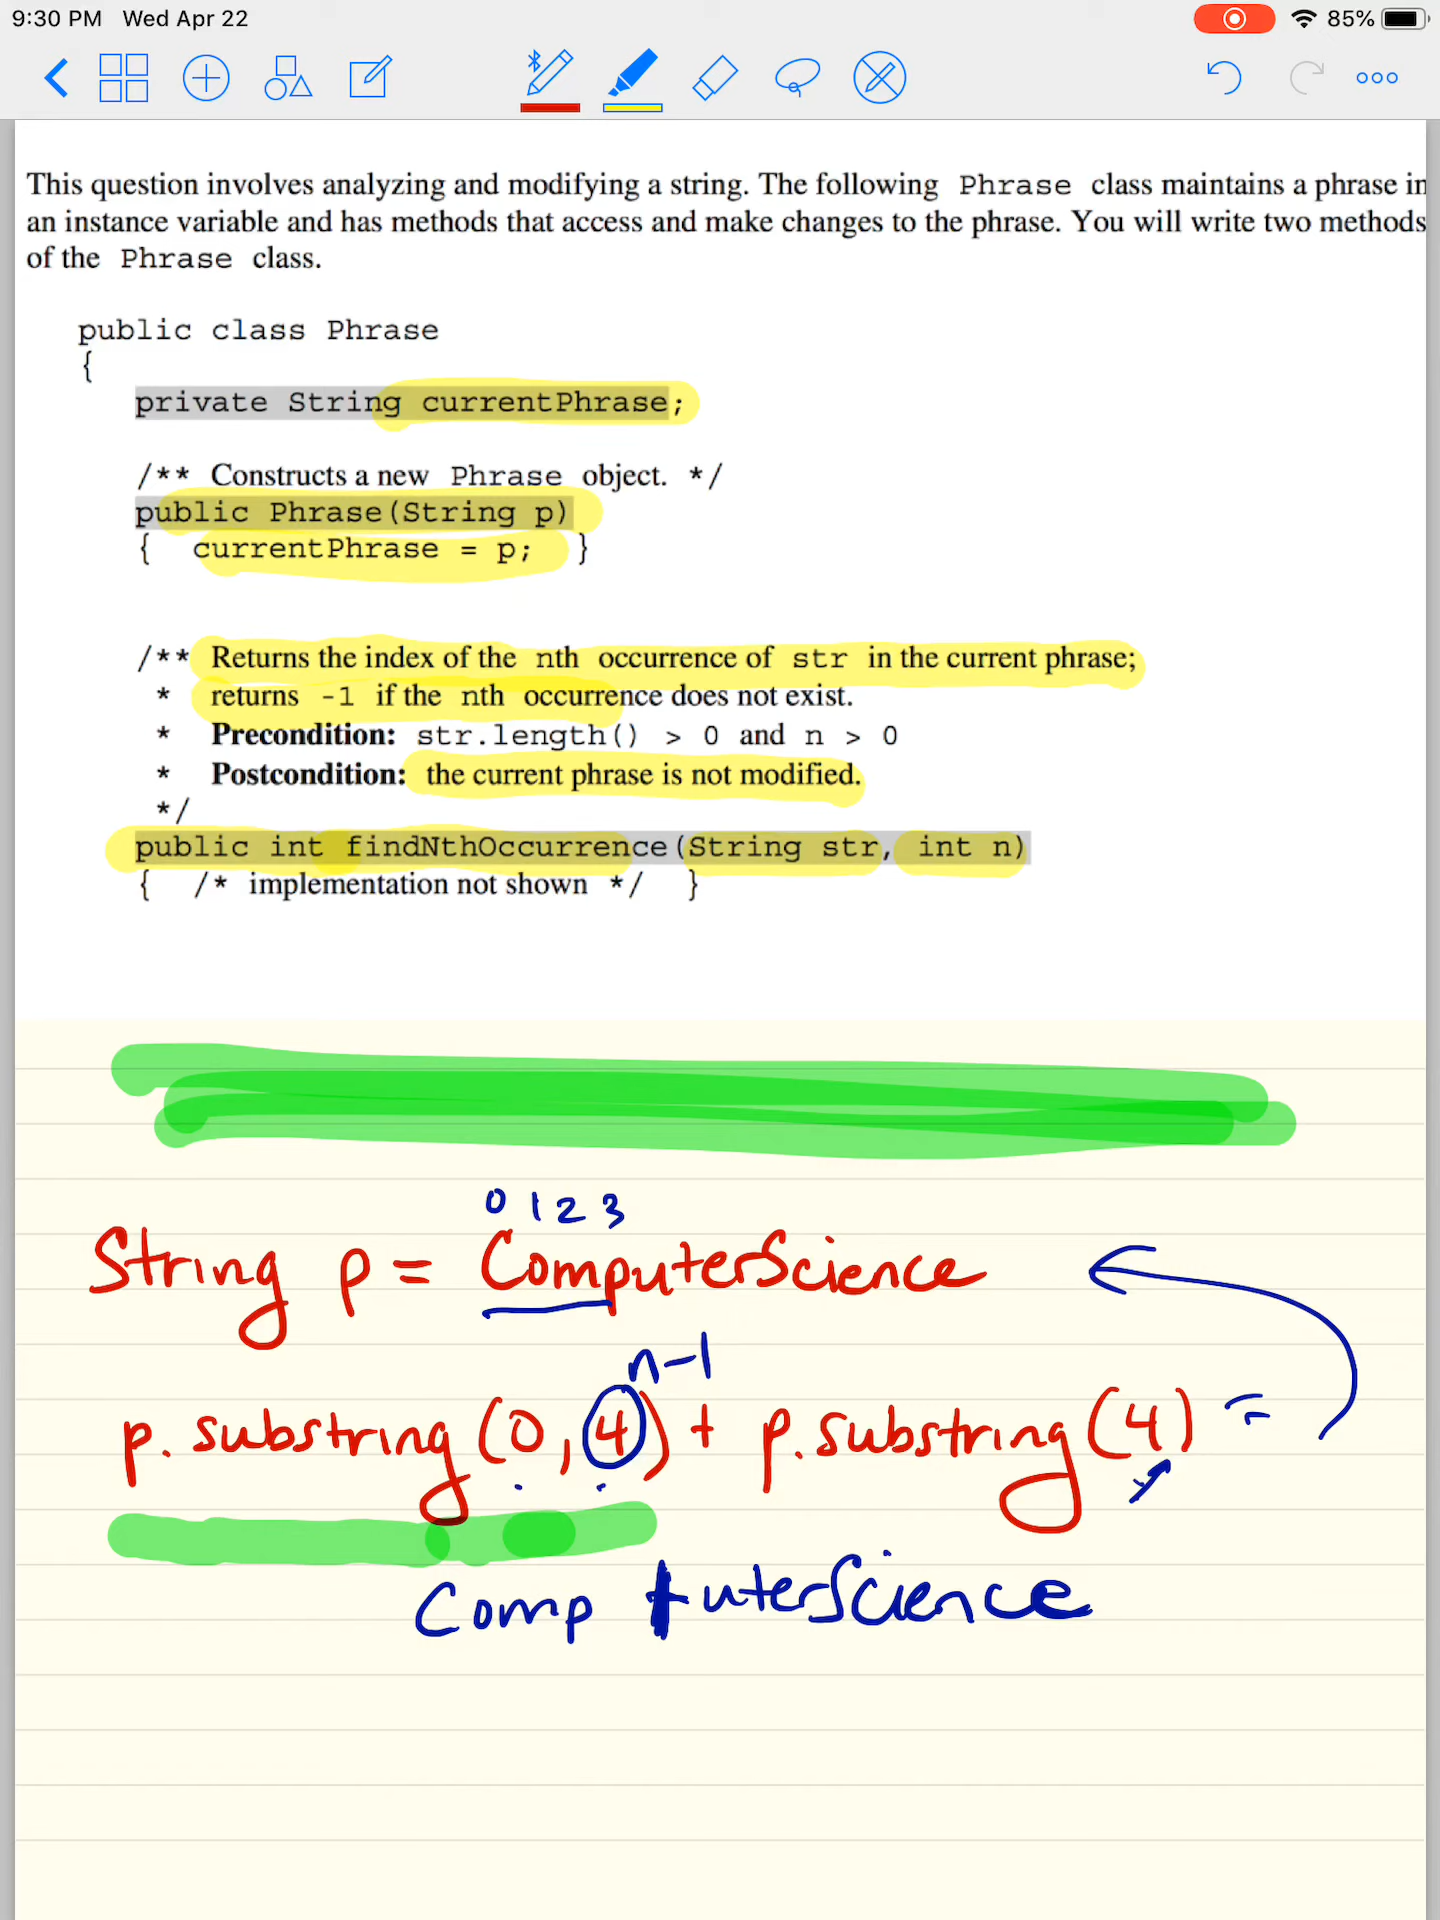 9:30 PM Wed Apr 22 85%
This question involves analyzing and modifying a string. The following Phrase class maintains a phrase in
an instance variable and has methods that access and make changes to the phrase. You will write two methods
of the Phrase class.
public class Phrase
{
private String currentPhrase;
/** Constructs a new Phrase object. */
public Phrase(String p)
{ currentPhrase = p; }
/** Returns the index of the nth occurrence of str in the current phrase;
* returns -1 if the nth occurrence does not exist.
* Precondition: str.length() > 0 and n > 0
* Postcondition: the current phrase is not modified.
*/
public int findNthOccurrence(String str, int n)
{ /* implementation not shown */ }
0 1 2 3
String p = ComputerScience
n-1
p.substring(0,4) + p.substring(4) =
Comp + uterScience